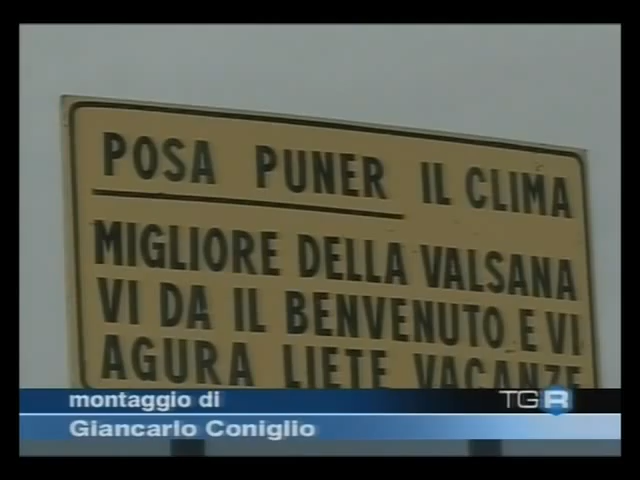 POSA PUNER IL CLIMA
MIGLIORE DELLA VALSANA
VI DA IL BENVENUTO E VI
AGURA LIETE VACANZE
montaggio di
TGR
Giancarlo Coniglio